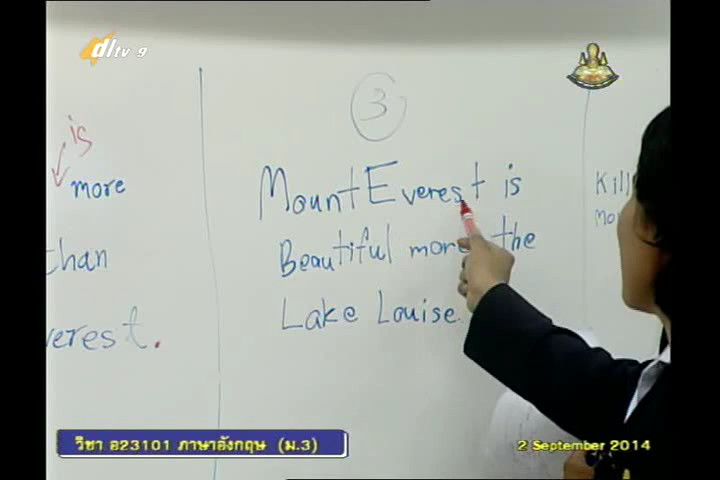 dltv 9
is
more
than
verest.
3
Mount Everest is
Beautiful more the
Lake Louise.
Kill
mo
วิชา อ23101 ภาษาอังกฤษ (ม.3)
2 September 2014